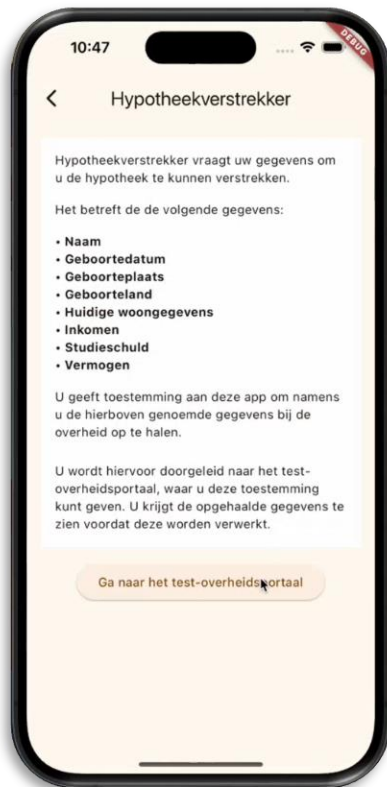 10:47
DEBUG
Hypotheekverstrekker
Hypotheekverstrekker vraagt uw gegevens om
u de hypotheek te kunnen verstrekken.
Het betreft de de volgende gegevens:
• Naam
• Geboortedatum
• Geboorteplaats
• Geboorteland
• Huidige woongegevens
• Inkomen
• Studieschuld
• Vermogen
U geeft toestemming aan deze app om namens
u de hierboven genoemde gegevens bij de
overheid op te halen.
U wordt hiervoor doorgeleid naar het test-
overheidsportaal, waar u deze toestemming
kunt geven. U krijgt de opgehaalde gegevens te
zien voordat deze worden verwerkt.
Ga naar het test-overheidsportaal